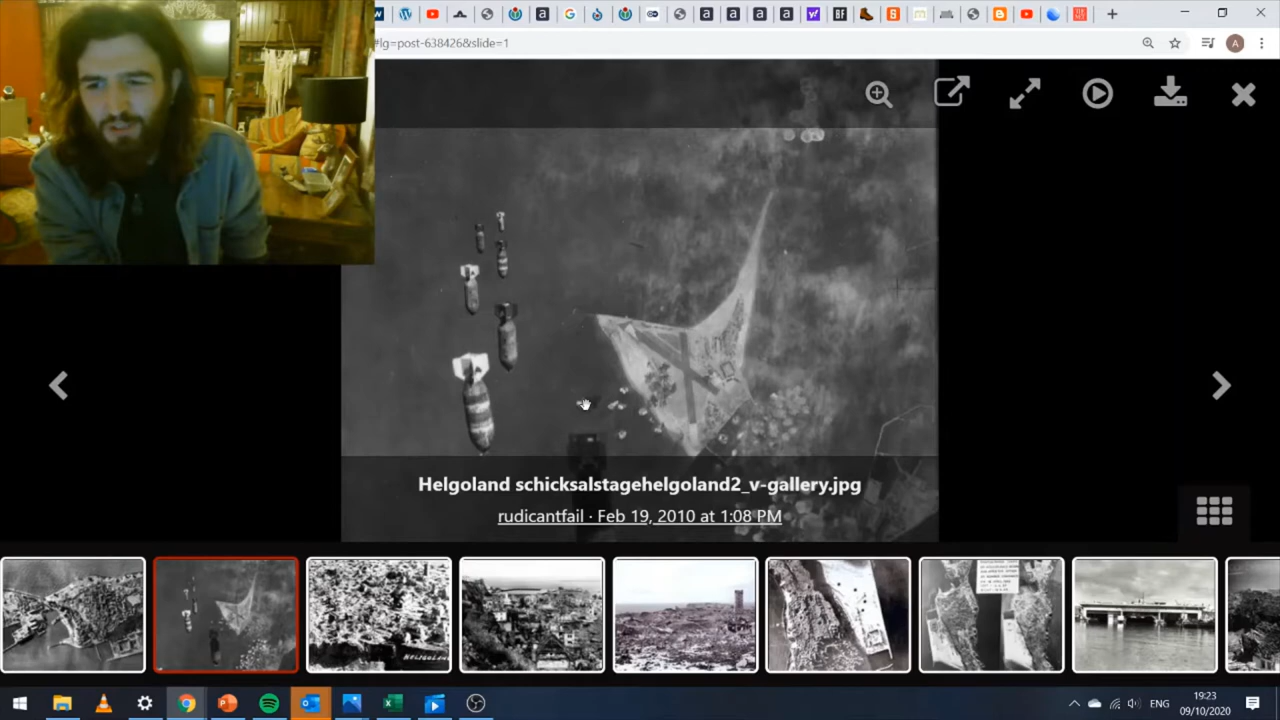 #lg=post-638426&slide=1
A
Helgoland schicksalstagehelgoland2_v-gallery.jpg
rudicantfail · Feb 19, 2010 at 1:08 PM
HELGOLAND
ENG
19:23
09/10/2020